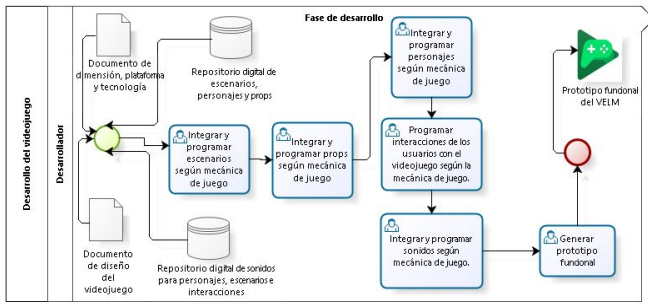 Fase de desarrollo
Desarrollo del videojuego
Desarrollador
Documento de
dimensión, plataforma
y tecnología
Repositorio digital de
escenarios,
personajes y props
Integrar y
programar
personajes
según mecánica
de juego
Prototipo funcional
del VELM
Integrar y
programar
escenarios
según mecánica
de juego
Integrar y
programar props
según mecánica
de juego
Programar
interacciones de los
usuarios con el
videojuego según la
mecánica de juego.
Documento
de diseño
del
videojuego
Repositorio digital de sonidos
para personajes, escenarios e
interacciones
Integrar y programar
sonidos según
mecánica de juego.
Generar
prototipo
funcional